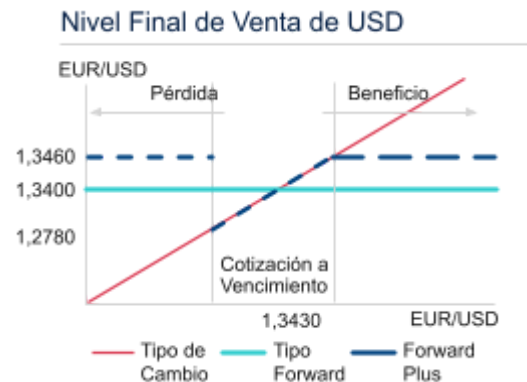 Nivel Final de Venta de USD
EUR/USD
Pérdida
Beneficio
1,3460
1,3400
1,2780
Cotización a
Vencimiento
1,3430
EUR/USD
Tipo de
Cambio
Tipo
Forward
Forward
Plus